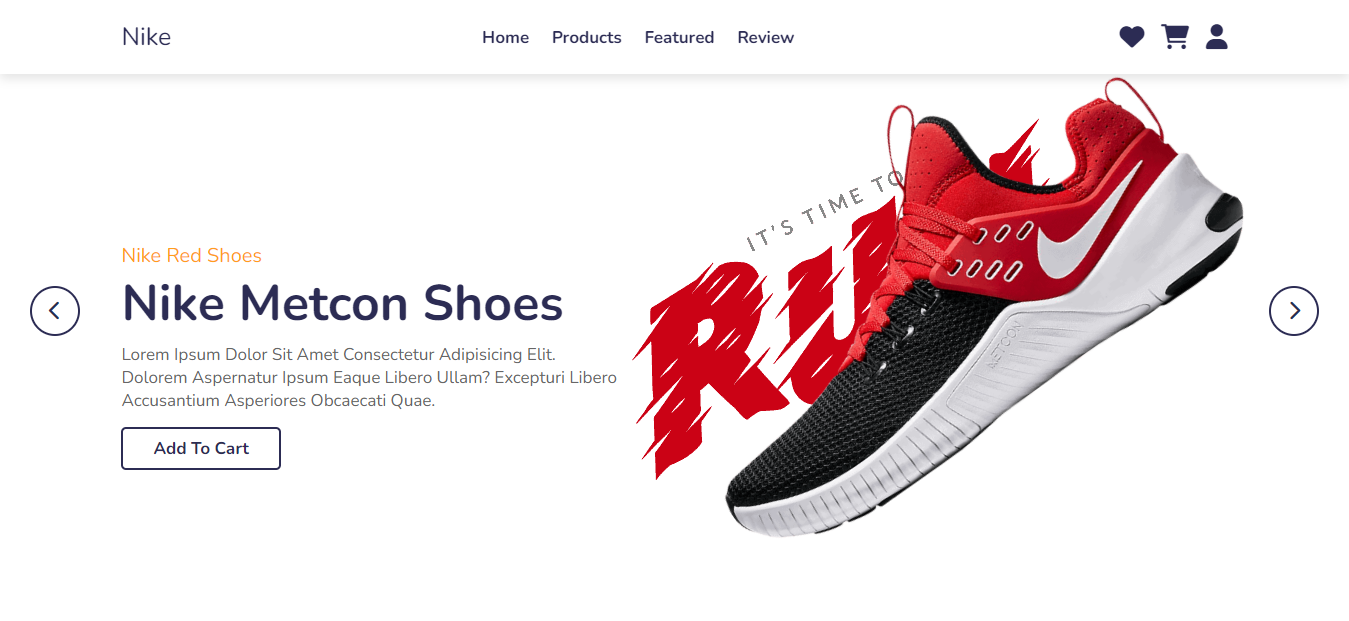 Nike
Home Products Featured Review
IT'S TIME TO
Nike Red Shoes
Nike Metcon Shoes
Lorem Ipsum Dolor Sit Amet Consectetur Adipisicing Elit.
Dolorem Aspernatur Ipsum Eaque Libero Ullam? Excepturi Libero
Accusantium Asperiores Obcaecati Quae.
Add To Cart
METCON